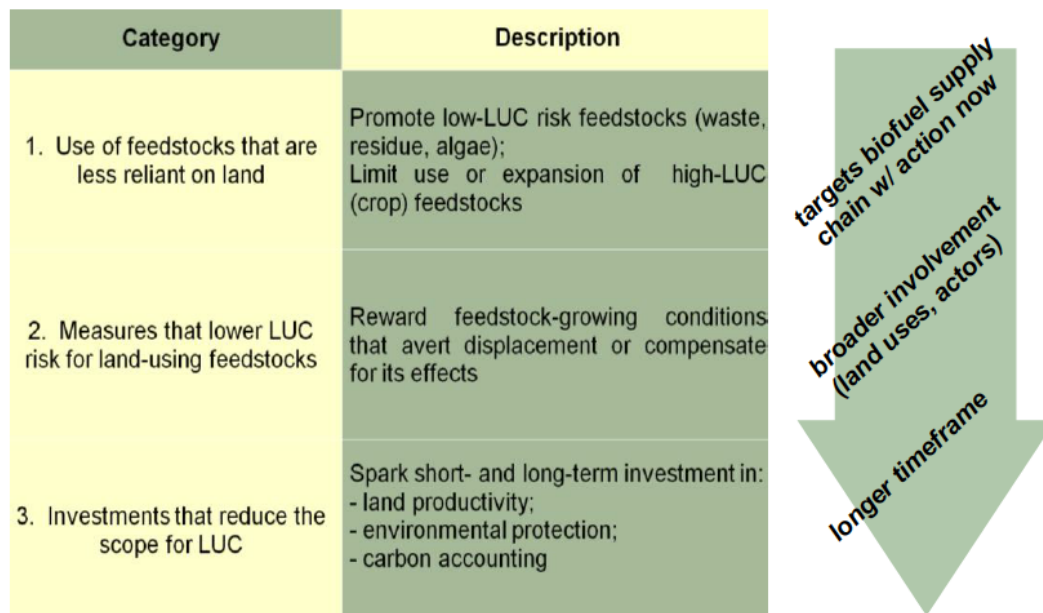 Category
Description
1. Use of feedstocks that are
less reliant on land
Promote low-LUC risk feedstocks (waste,
residue, algae);
Limit use or expansion of high-LUC
(crop) feedstocks
2. Measures that lower LUC
risk for land-using feedstocks
Reward feedstock-growing conditions
that avert displacement or compensate
for its effects
3. Investments that reduce the
scope for LUC
Spark short- and long-term investment in:
- land productivity;
- environmental protection;
- carbon accounting
targets biofuel supply
chain w/ action now
broader involvement
(land uses, actors)
longer timeframe